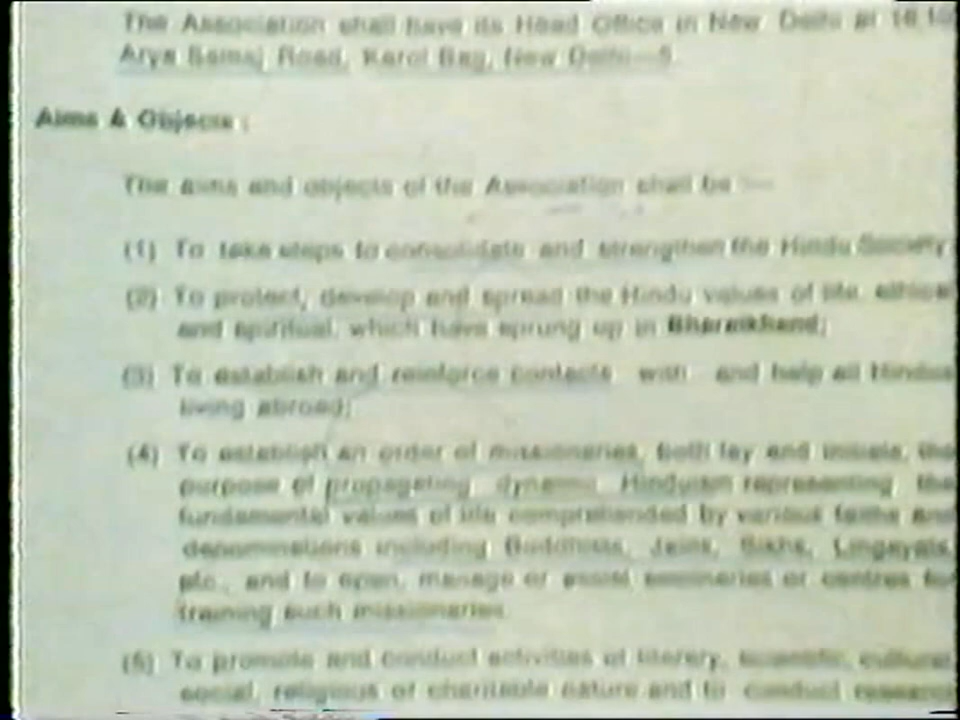 The Association shall have its Head Office in New Delhi at
Arya Samaj Road, Karol Bag, New Delhi—5.
Aims & Objects :
The aims and objects of the Association shall be :—
(1) To take steps to consolidate and strengthen the Hindu Society;
(2) To protect, develop and spread the Hindu values of life, ethical
and spiritual, which have sprung up in Bharatkhand;
(3) To establish and reinforce contacts with and help all Hindus
living abroad;
(4) To establish an order of missionaries, both lay and initiate, the
purpose of propagating dynamic Hinduism representing the
fundamental values of life comprehended by various faiths and
denominations including Buddhists, Jains, Sikhs, Lingayats,
etc., and to open, manage or assist seminaries or centres for
training such missionaries.
(5) To promote and conduct activities of literary, scientific, cultural,
social, religious or charitable nature and to conduct research